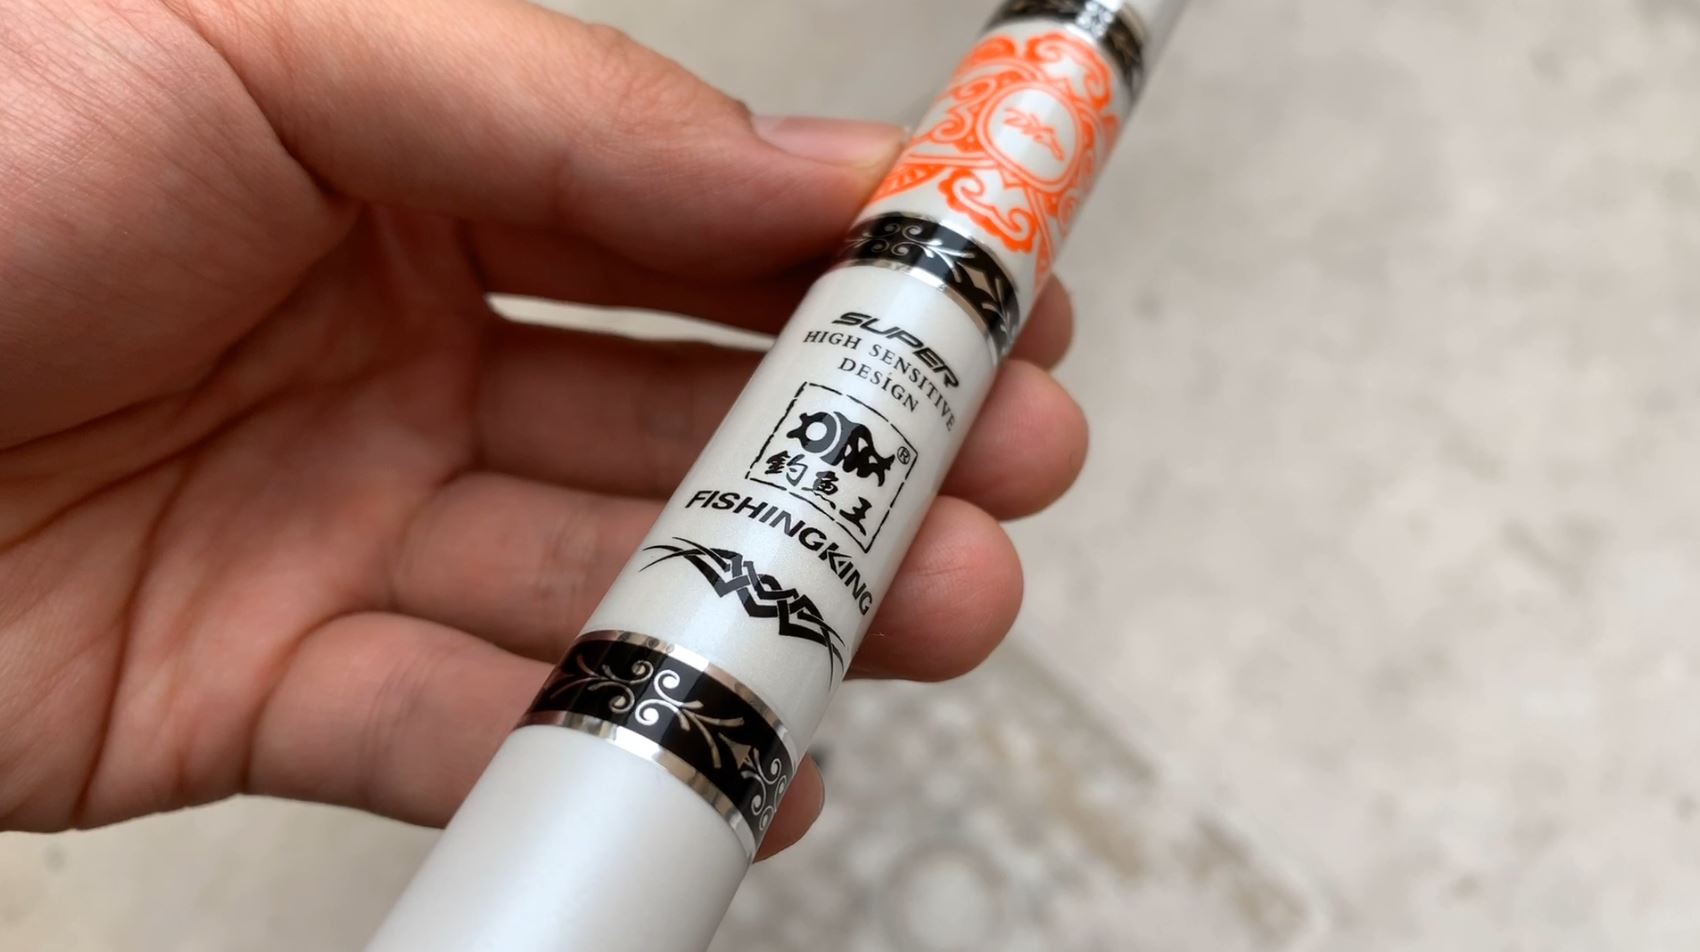 SUPER
HIGH SENSITIVE
DESIGN
®
钓鱼王
FISHINGKING